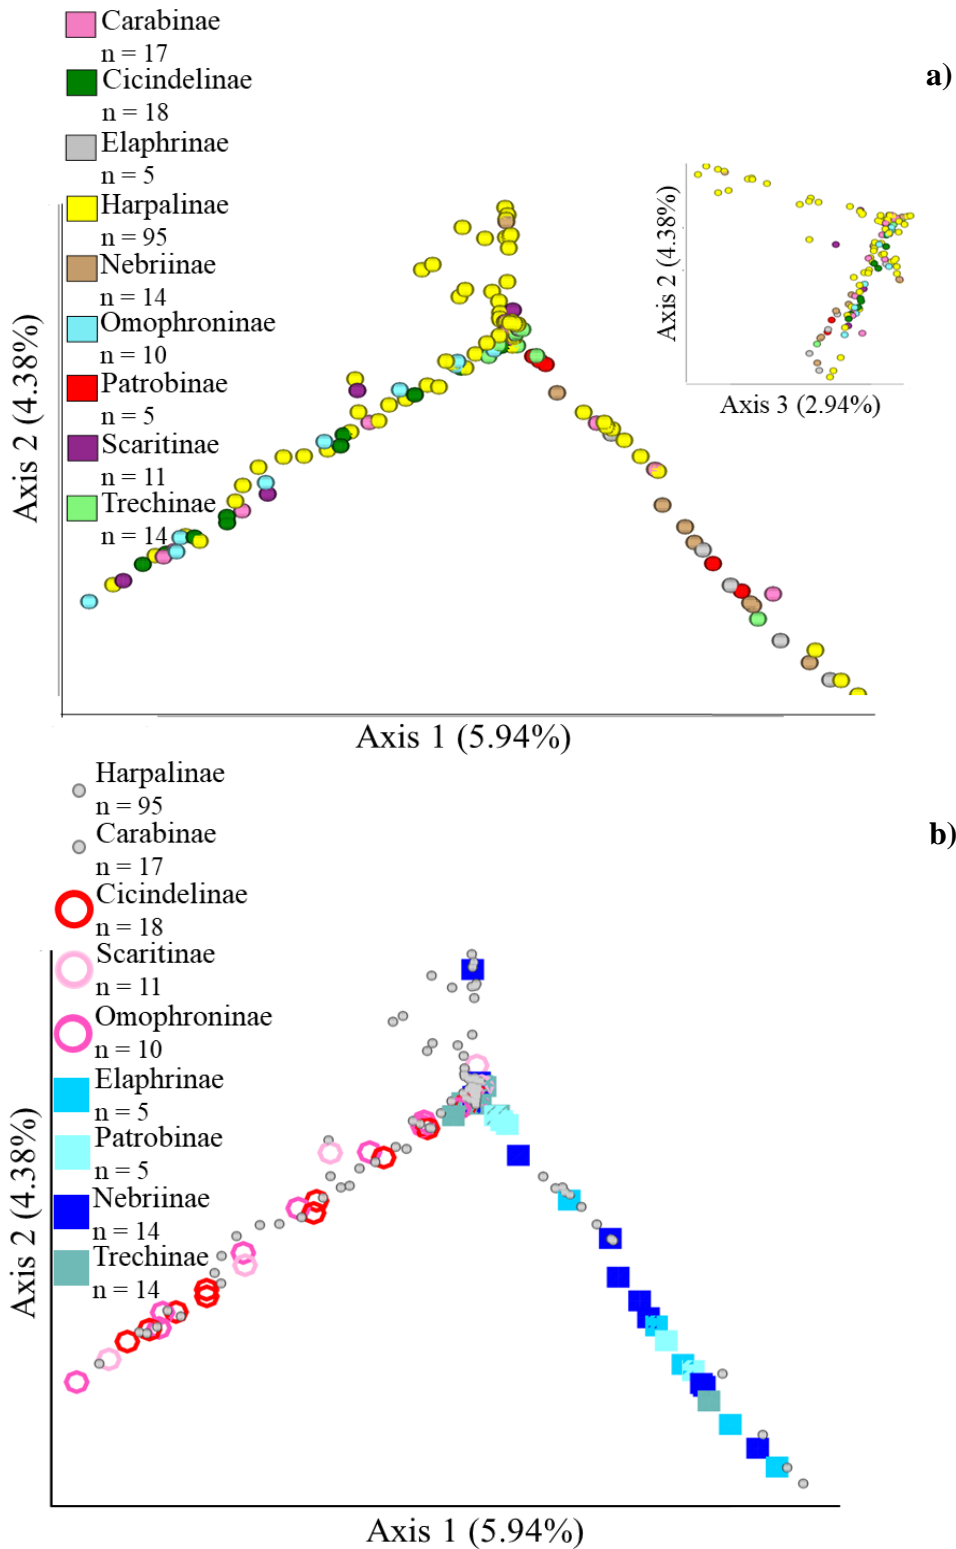 Carabinae
n = 17
Cicindelinae
n = 18
Elaphrinae
n = 5
Harpalinae
n = 95
Nebriinae
n = 14
Omophroninae
n = 10
Patrobinae
n = 5
Scaritinae
n = 11
Trechinae
n = 14
a)
Axis 2 (4.38%)
Axis 3 (2.94%)
Axis 2 (4.38%)
Axis 1 (5.94%)
Harpalinae
n = 95
Carabinae
n = 17
Cicindelinae
n = 18
Scaritinae
n = 11
Omophroninae
n = 10
Elaphrinae
n = 5
Patrobinae
n = 5
Nebriinae
n = 14
Trechinae
n = 14
b)
Axis 2 (4.38%)
Axis 1 (5.94%)